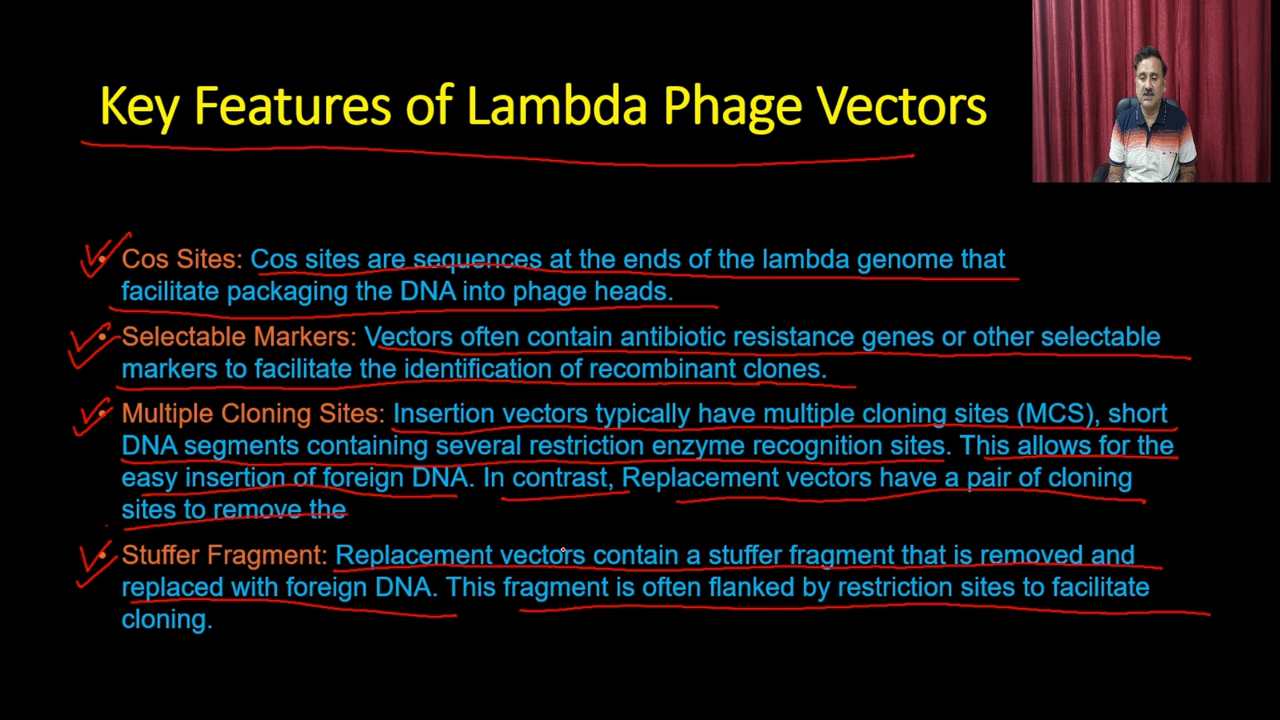 Key Features of Lambda Phage Vectors
• Cos Sites: Cos sites are sequences at the ends of the lambda genome that
facilitate packaging the DNA into phage heads.
• Selectable Markers: Vectors often contain antibiotic resistance genes or other selectable
markers to facilitate the identification of recombinant clones.
• Multiple Cloning Sites: Insertion vectors typically have multiple cloning sites (MCS), short
DNA segments containing several restriction enzyme recognition sites. This allows for the
easy insertion of foreign DNA. In contrast, Replacement vectors have a pair of cloning
sites to remove the
• Stuffer Fragment: Replacement vectors contain a stuffer fragment that is removed and
replaced with foreign DNA. This fragment is often flanked by restriction sites to facilitate
cloning.